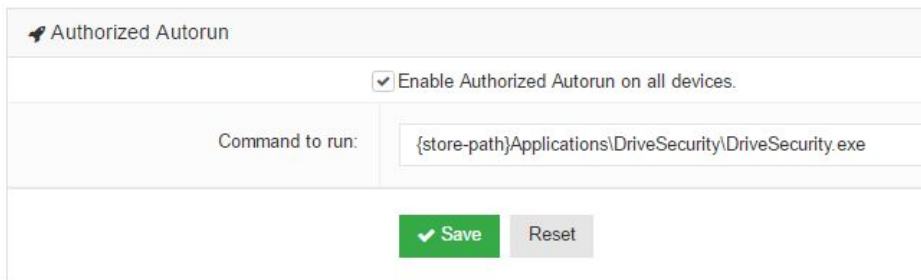 Authorized Autorun
Enable Authorized Autorun on all devices.
Command to run:
{store-path}Applications\DriveSecurity\DriveSecurity.exe
Save
Reset